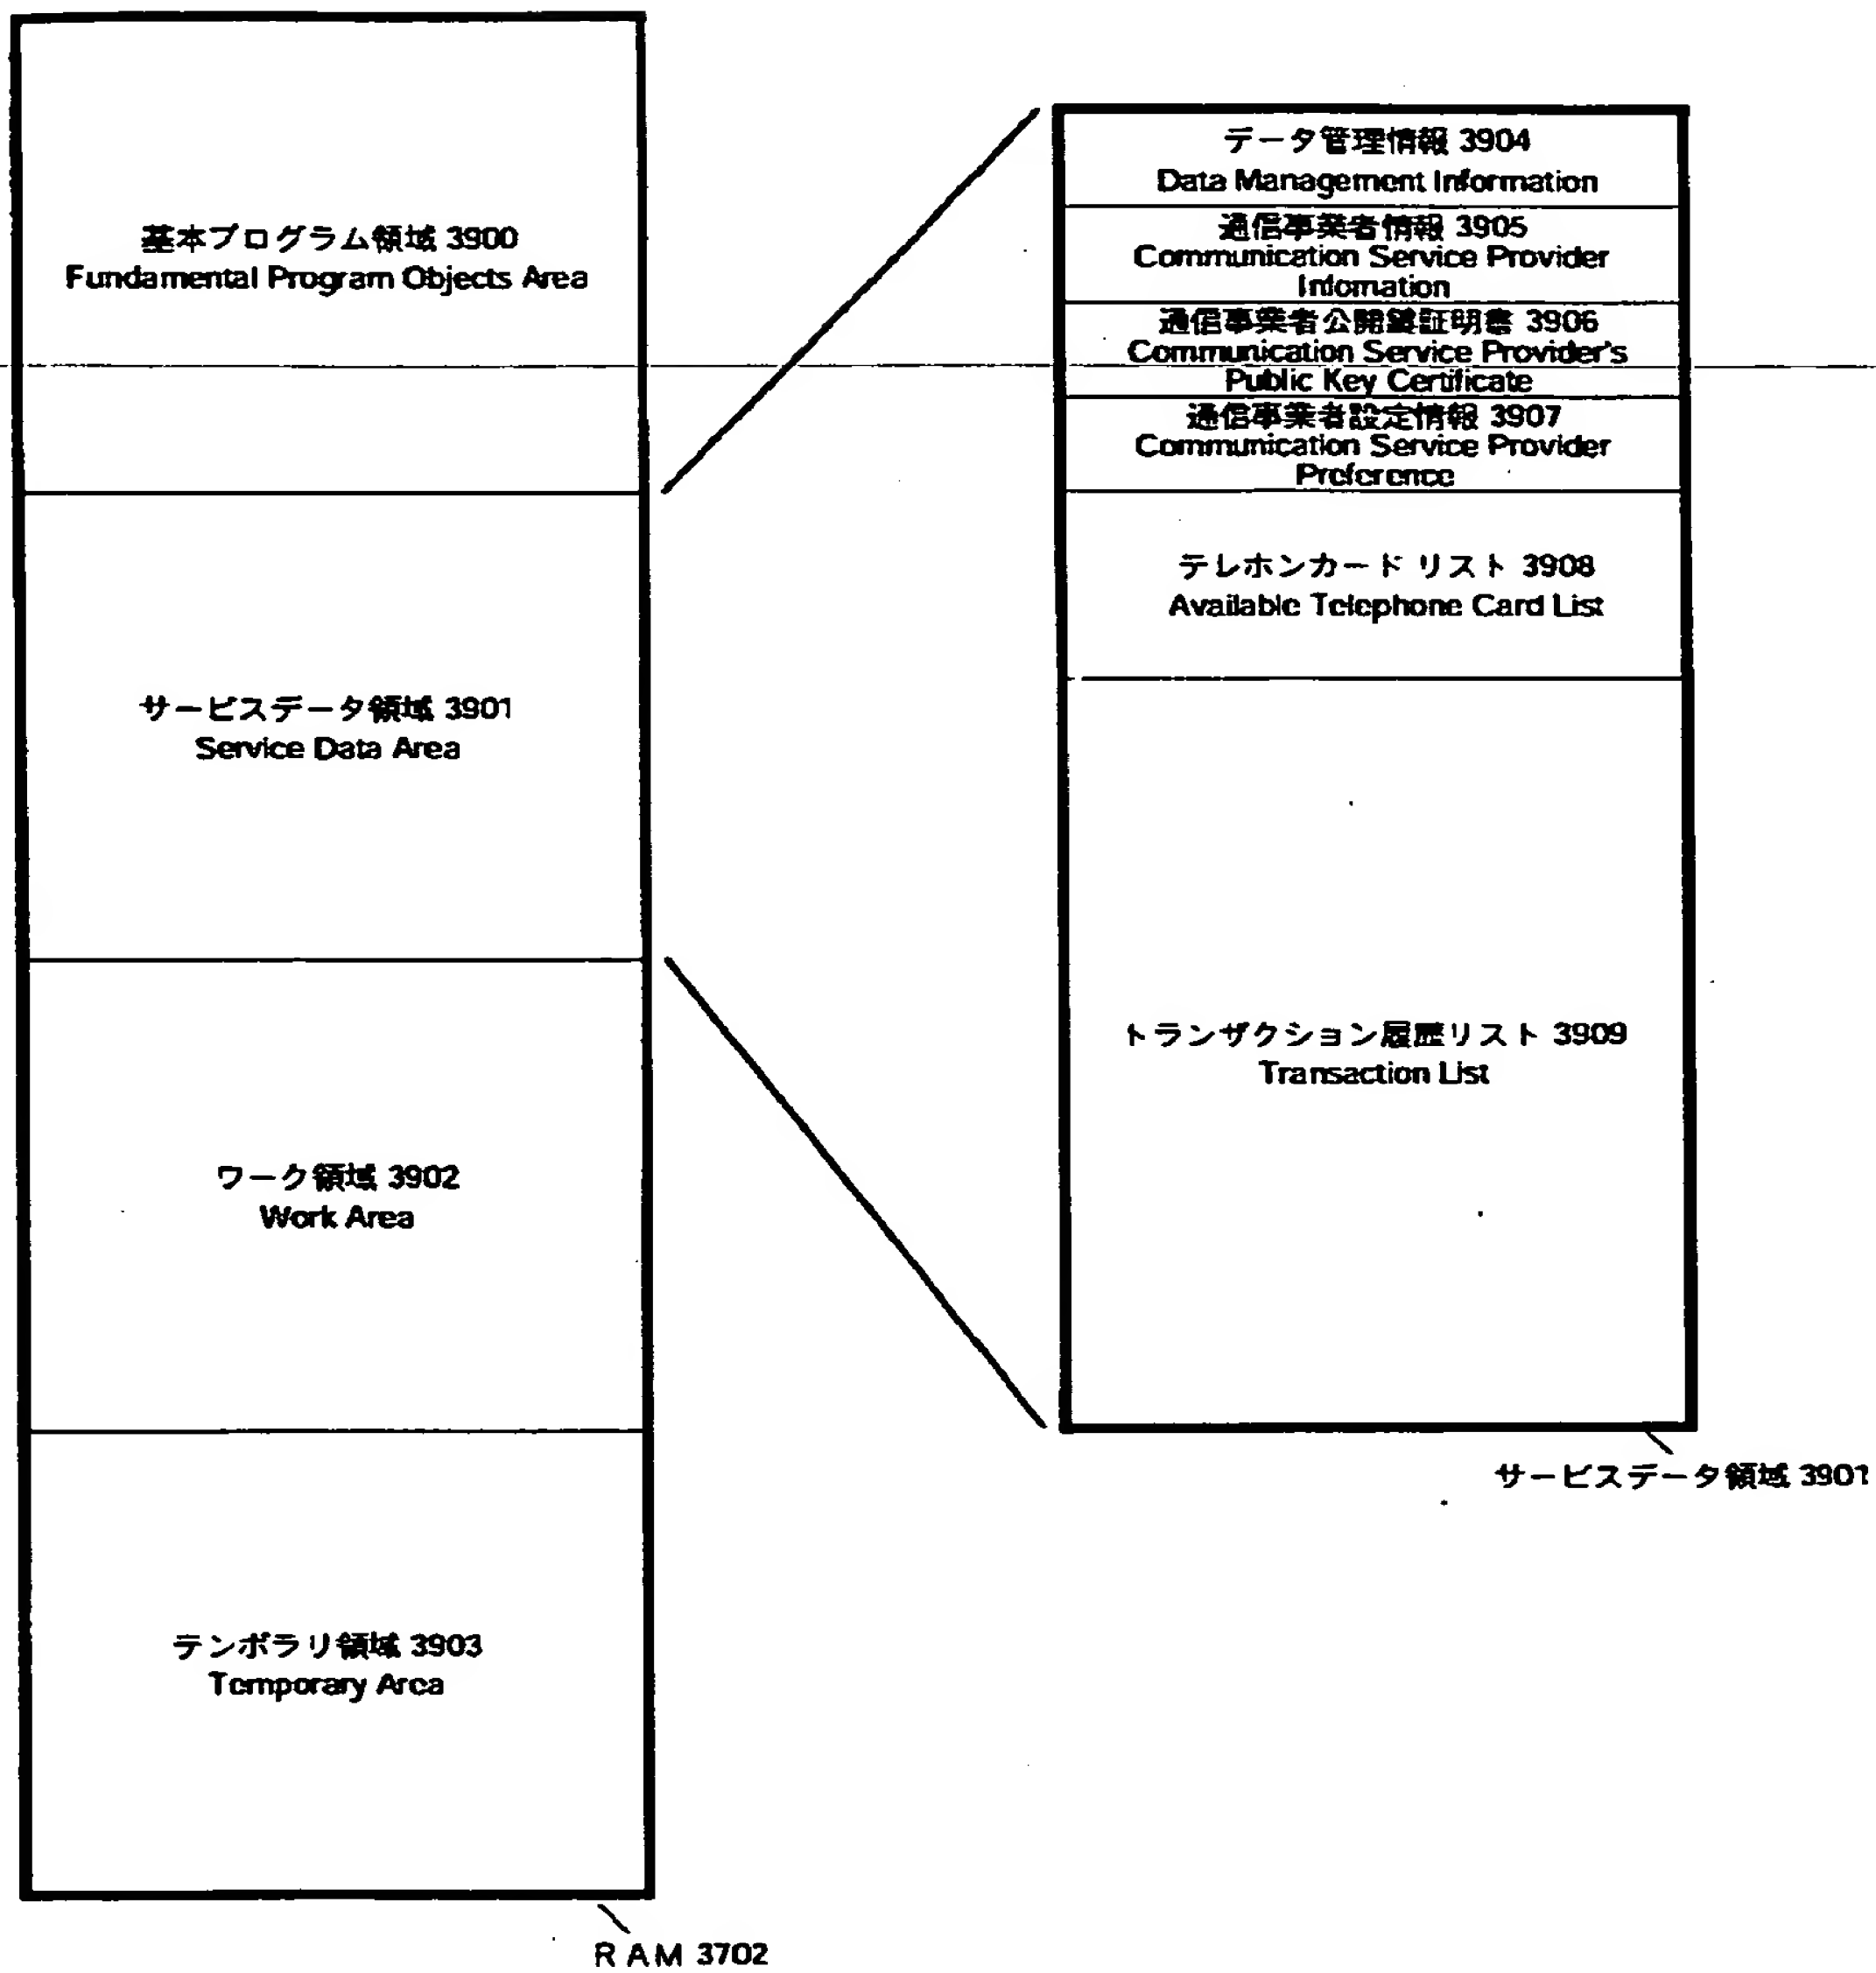 基本プログラム領域 3900
Fundamental Program Objects Area
サービスデータ領域 3901
Service Data Area
ワーク領域 3902
Work Area
テンポラリ領域 3903
Temporary Area
RAM 3702
データ管理情報 3904
Data Management Information
通信事業者情報 3905
Communication Service Provider
Infomation
通信事業者公開鍵証明書 3906
Communication Service Provider's
Public Key Certificate
通信事業者設定情報 3907
Communication Service Provider
Preference
テレホンカード リスト 3908
Available Telephone Card List
トランザクション履歴リスト 3909
Transaction List
サービスデータ領域 3901